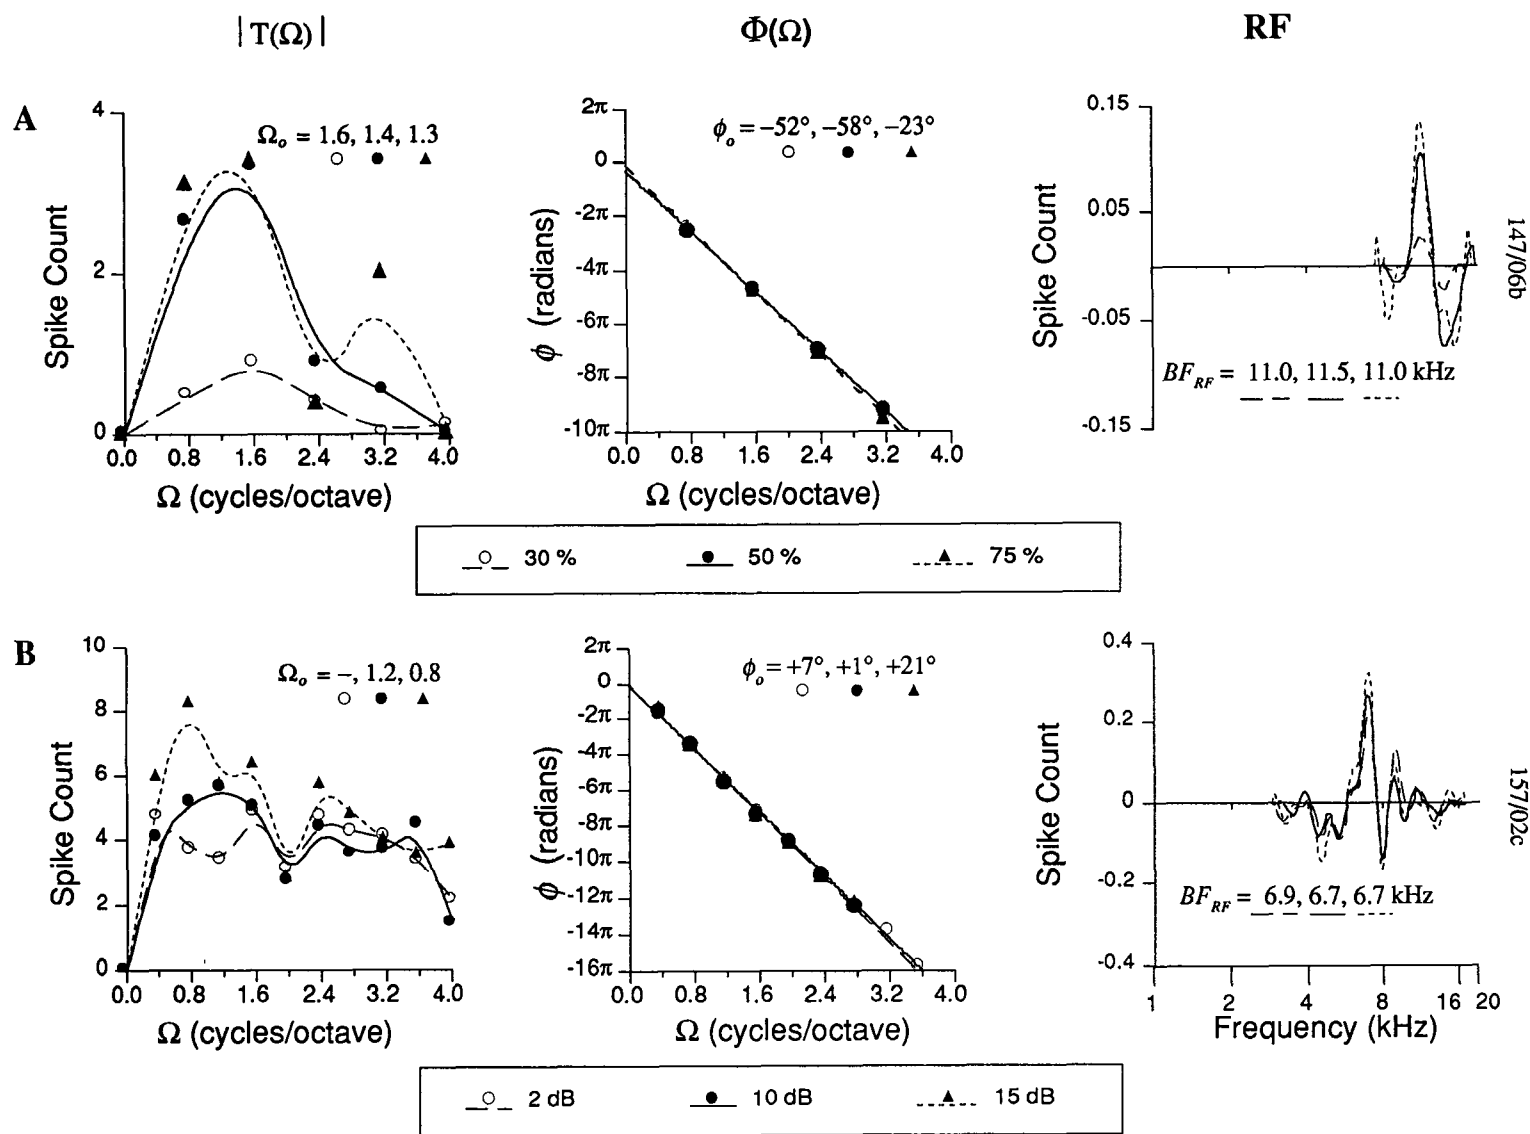 |T(Ω)|
Φ(Ω)
RF
A
4
2
0
Spike Count
Ωo = 1.6, 1.4, 1.3
0.0 0.8 1.6 2.4 3.2 4.0
Ω (cycles/octave)
2π
0
-2π
-4π
-6π
-8π
-10π
ϕ (radians)
ϕo = −52°, −58°, −23°
0.0 0.8 1.6 2.4 3.2 4.0
Ω (cycles/octave)
0.15
0.05
-0.05
-0.15
Spike Count
BF RF = 11.0, 11.5, 11.0 kHz
147/06b
30 % 50 % 75 %
B
10
8
6
4
2
0
Spike Count
Ωo = −, 1.2, 0.8
0.0 0.8 1.6 2.4 3.2 4.0
Ω (cycles/octave)
2π
0
-2π
-4π
-6π
-8π
-10π
-12π
-14π
-16π
ϕ (radians)
ϕo = +7°, +1°, +21°
0.0 0.8 1.6 2.4 3.2 4.0
Ω (cycles/octave)
0.4
0.2
0
-0.2
-0.4
Spike Count
BF RF = 6.9, 6.7, 6.7 kHz
1 2 4 8 16 20
Frequency (kHz)
157/02c
2 dB 10 dB 15 dB